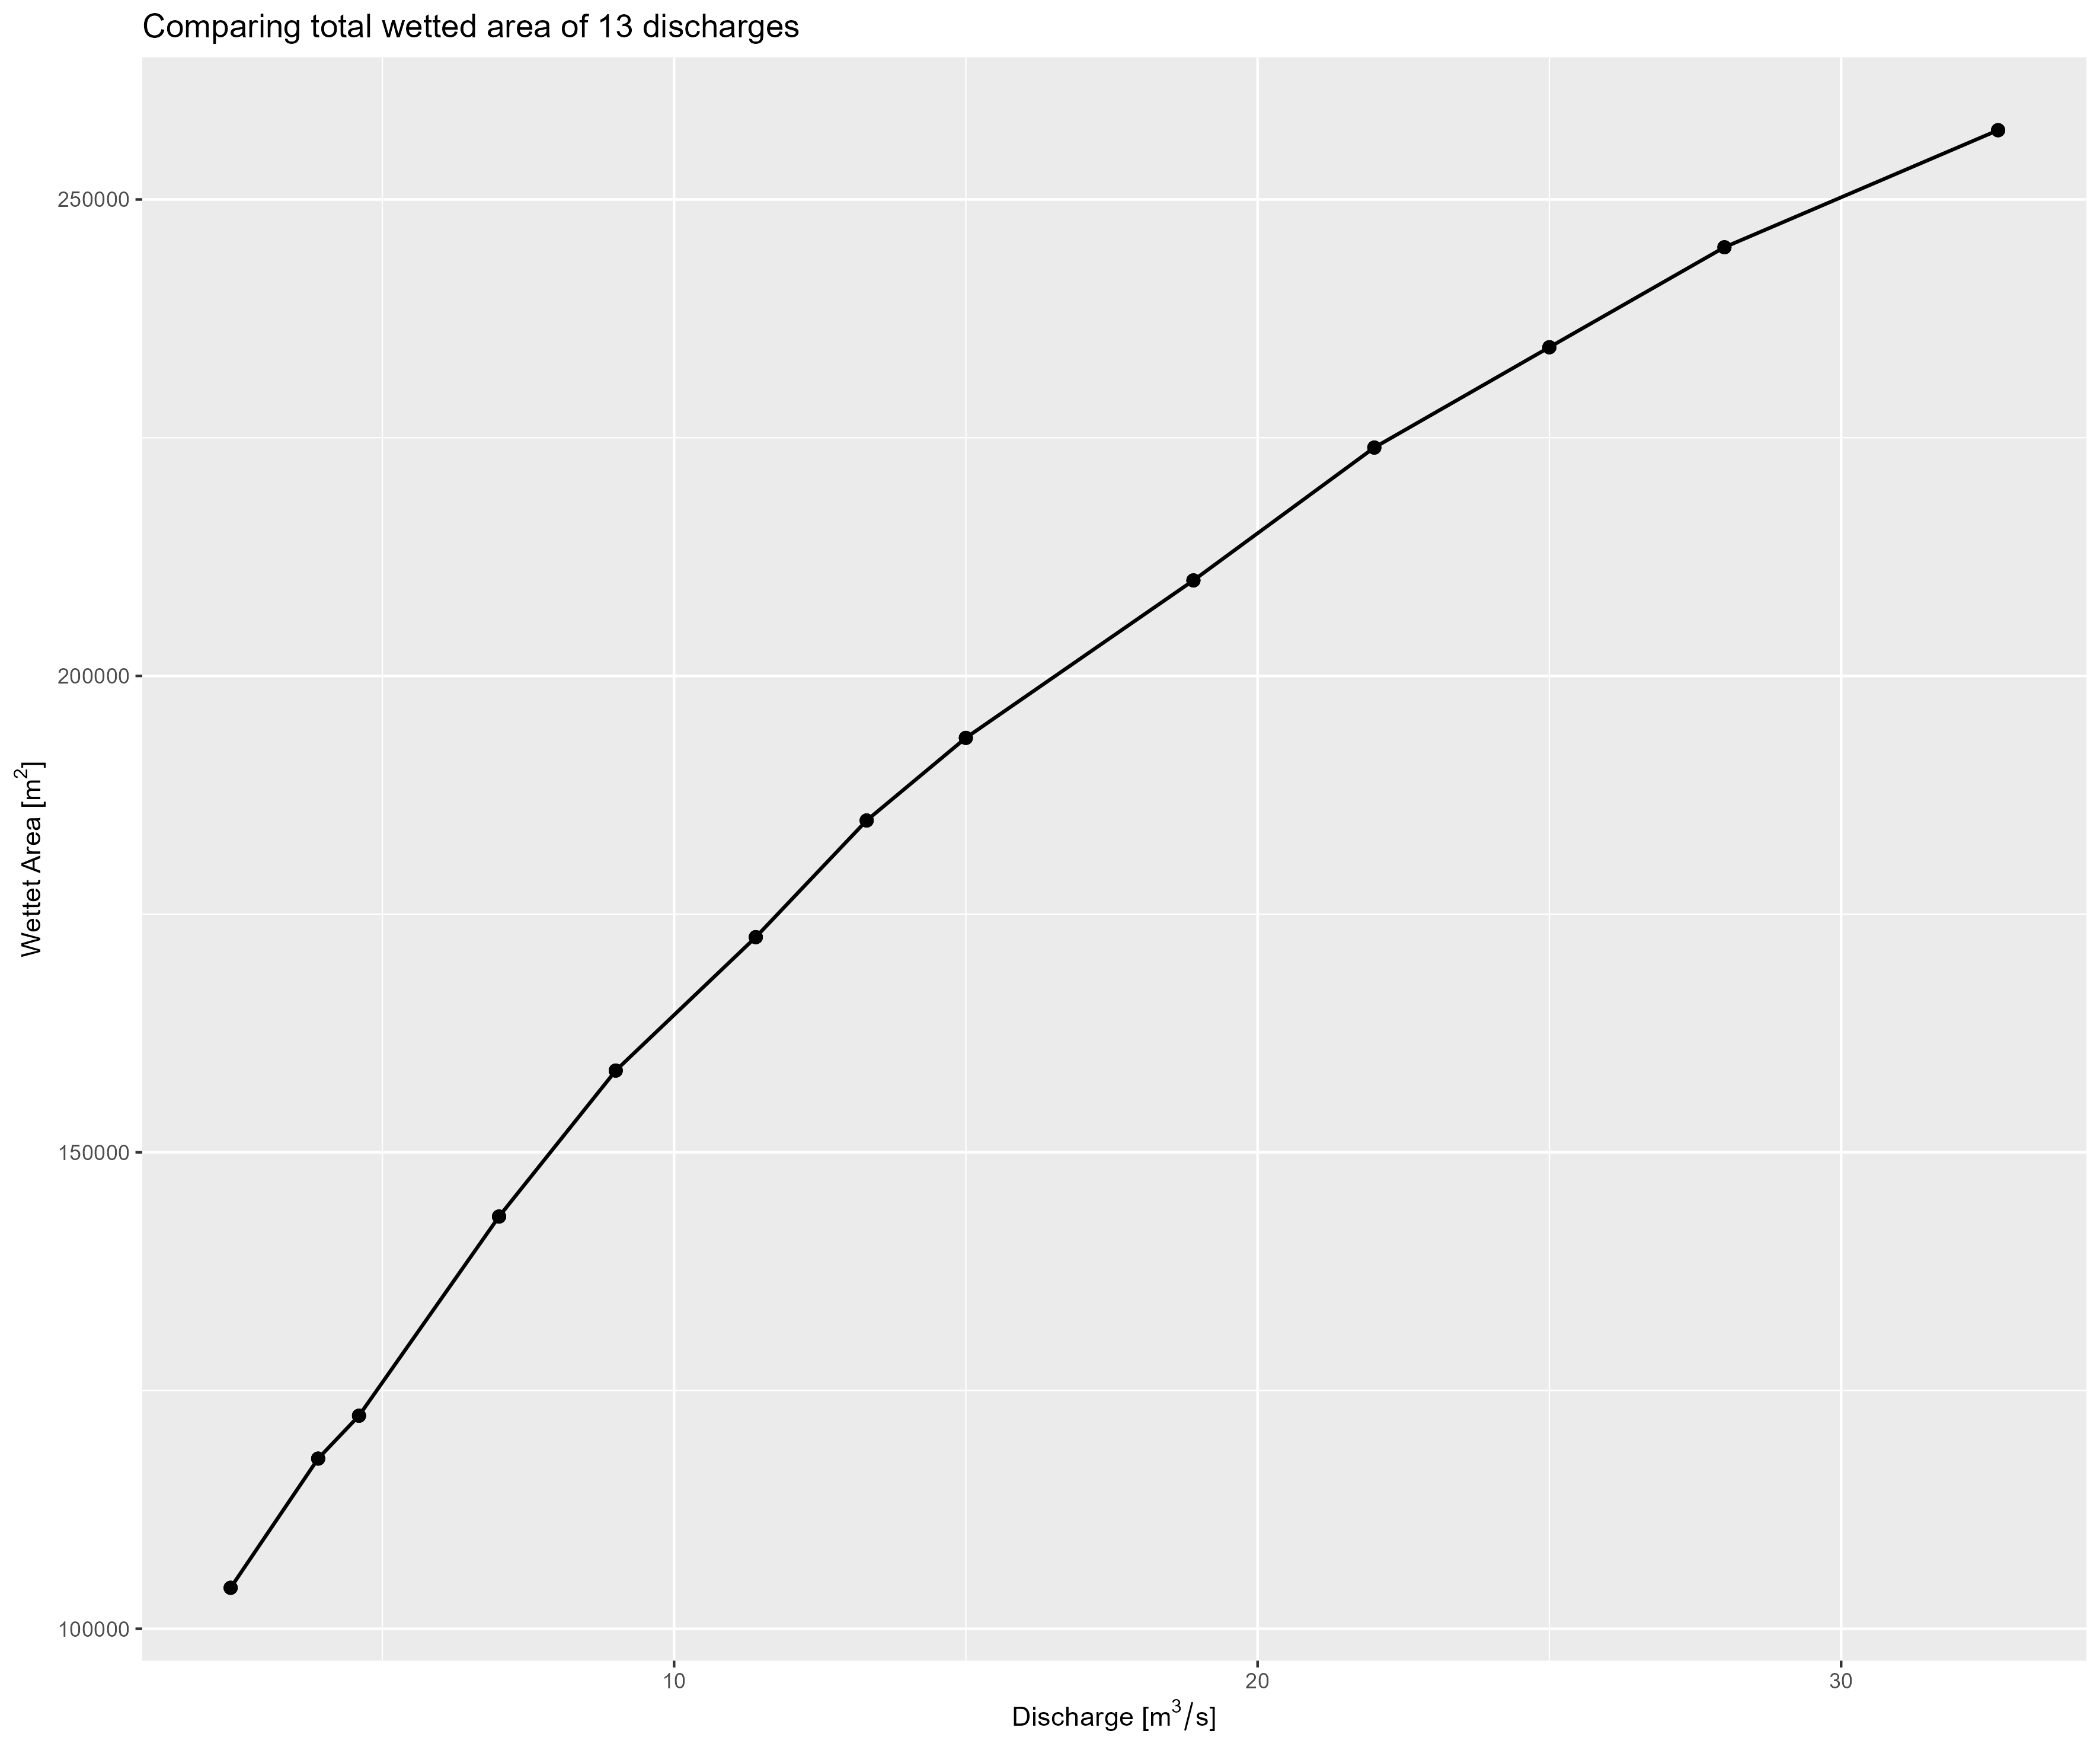 Comparing total wetted area of 13 discharges
250000
200000
150000
100000
Wettet Area [m²]
10 20 30
Discharge [m³/s]